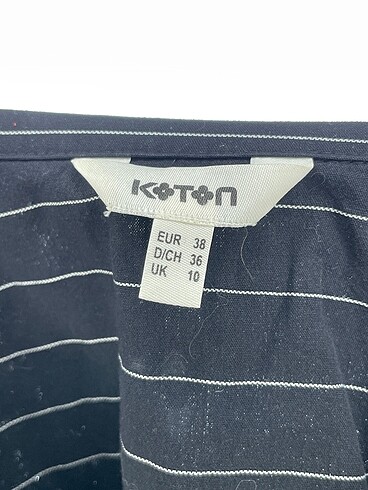 KOTON
EUR 38
D/CH 36
UK 10